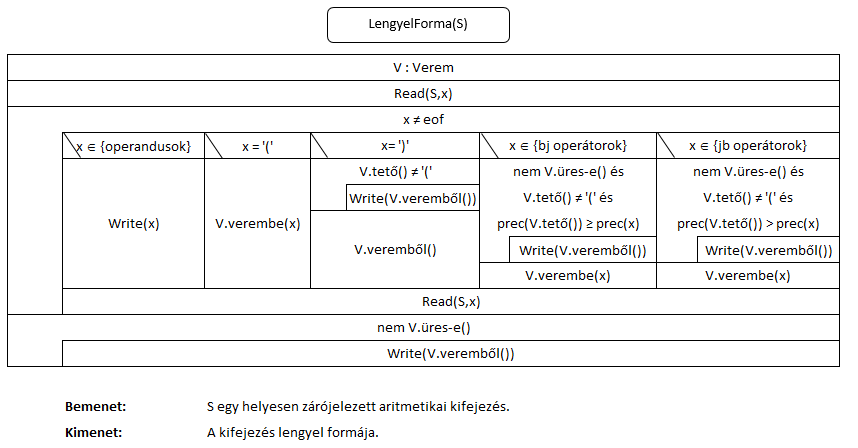 LengyelForma(S)
V : Verem
Read(S,x)
x ≠ eof
x ∈ {operandusok}
x = '('
x= ')'
x ∈ {bj operátorok}
x ∈ {jb operátorok}
Write(x)
V.verembe(x)
V.tető() ≠ '('
Write(V.veremből())
V.veremből()
nem V.üres-e() és
V.tető() ≠ '(' és
prec(V.tető()) ≥ prec(x)
Write(V.veremből())
V.verembe(x)
nem V.üres-e() és
V.tető() ≠ '(' és
prec(V.tető()) > prec(x)
Write(V.veremből())
V.verembe(x)
Read(S,x)
nem V.üres-e()
Write(V.veremből())
Bemenet: S egy helyesen zárójelezett aritmetikai kifejezés.
Kimenet: A kifejezés lengyel formája.